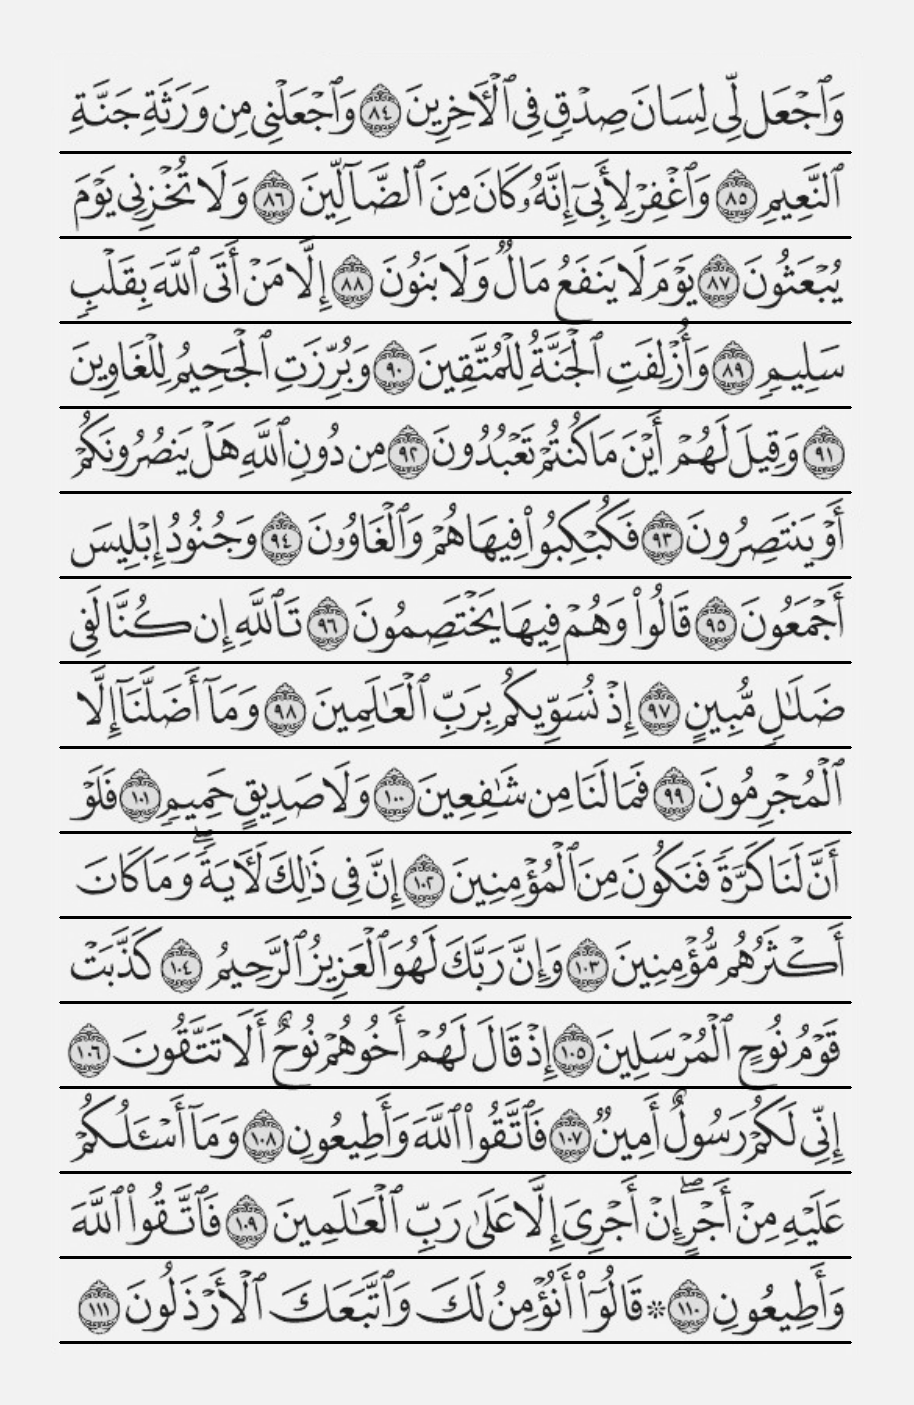 وَٱجۡعَل لِّي لِسَانَ صِدۡقٖ فِي ٱلۡأٓخِرِينَ ٨٤ وَٱجۡعَلۡنِي مِن وَرَثَةِ جَنَّةِ
ٱلنَّعِيمِ ٨٥ وَٱغۡفِرۡ لِأَبِيٓ إِنَّهُۥ كَانَ مِنَ ٱلضَّآلِّينَ ٨٦ وَلَا تُخۡزِنِي يَوۡمَ
يُبۡعَثُونَ ٨٧ يَوۡمَ لَا يَنفَعُ مَالٞ وَلَا بَنُونَ ٨٨ إِلَّا مَنۡ أَتَى ٱللَّهَ بِقَلۡبٖ
سَلِيمٖ ٨٩ وَأُزۡلِفَتِ ٱلۡجَنَّةُ لِلۡمُتَّقِينَ ٩٠ وَبُرِّزَتِ ٱلۡجَحِيمُ لِلۡغَاوِينَ
٩١ وَقِيلَ لَهُمۡ أَيۡنَ مَا كُنتُمۡ تَعۡبُدُونَ ٩٢ مِن دُونِ ٱللَّهِ هَلۡ يَنصُرُونَكُمۡ
أَوۡ يَنتَصِرُونَ ٩٣ فَكُبۡكِبُواْ فِيهَا هُمۡ وَٱلۡغَاوُۥنَ ٩٤ وَجُنُودُ إِبۡلِيسَ
أَجۡمَعُونَ ٩٥ قَالُواْ وَهُمۡ فِيهَا يَخۡتَصِمُونَ ٩٦ تَٱللَّهِ إِن كُنَّا لَفِي
ضَلَٰلٖ مُّبِينٍ ٩٧ إِذۡ نُسَوِّيكُم بِرَبِّ ٱلۡعَٰلَمِينَ ٩٨ وَمَآ أَضَلَّنَآ إِلَّا
ٱلۡمُجۡرِمُونَ ٩٩ فَمَا لَنَا مِن شَٰفِعِينَ ١٠٠ وَلَا صَدِيقٍ حَمِيمٖ ١٠١ فَلَوۡ
أَنَّ لَنَا كَرَّةٗ فَنَكُونَ مِنَ ٱلۡمُؤۡمِنِينَ ١٠٢ إِنَّ فِي ذَٰلِكَ لَأٓيَةٗۖ وَمَا كَانَ
أَكۡثَرُهُم مُّؤۡمِنِينَ ١٠٣ وَإِنَّ رَبَّكَ لَهُوَ ٱلۡعَزِيزُ ٱلرَّحِيمُ ١٠٤ كَذَّبَتۡ
قَوۡمُ نُوحٍ ٱلۡمُرۡسَلِينَ ١٠٥ إِذۡ قَالَ لَهُمۡ أَخُوهُمۡ نُوحٌ أَلَا تَتَّقُونَ ١٠٦
إِنِّي لَكُمۡ رَسُولٌ أَمِينٞ ١٠٧ فَٱتَّقُواْ ٱللَّهَ وَأَطِيعُونِ ١٠٨ وَمَآ أَسۡـَٔلُكُمۡ
عَلَيۡهِ مِنۡ أَجۡرٍۖ إِنۡ أَجۡرِيَ إِلَّا عَلَىٰ رَبِّ ٱلۡعَٰلَمِينَ ١٠٩ فَٱتَّقُواْ ٱللَّهَ
وَأَطِيعُونِ ١١٠ ۞ قَالُوٓاْ أَنُؤۡمِنُ لَكَ وَٱتَّبَعَكَ ٱلۡأَرۡذَلُونَ ١١١